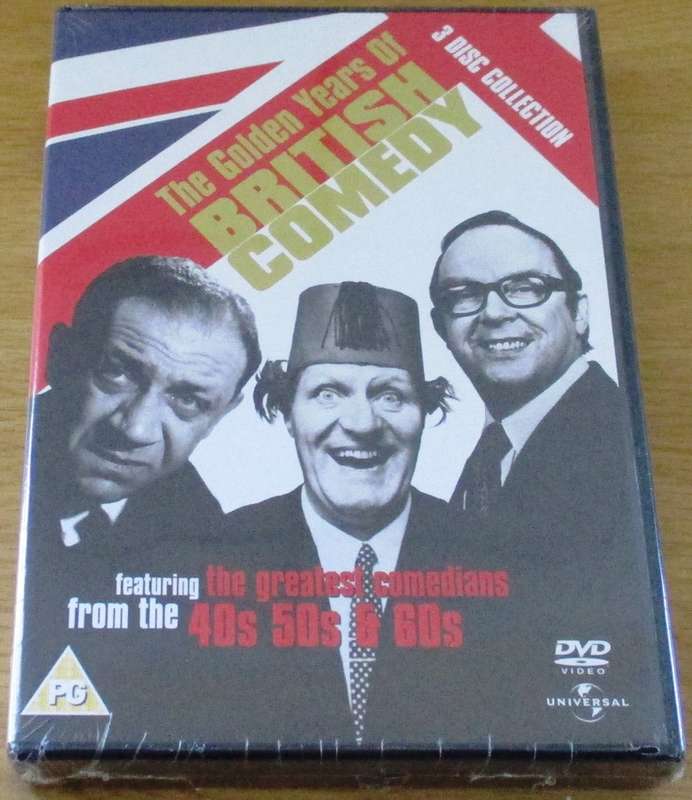 3 DISC COLLECTION
The Golden Years Of
BRITISH
COMEDY
featuring the greatest comedians
from the 40s 50s & 60s
PG
DVD
VIDEO
UNIVERSAL